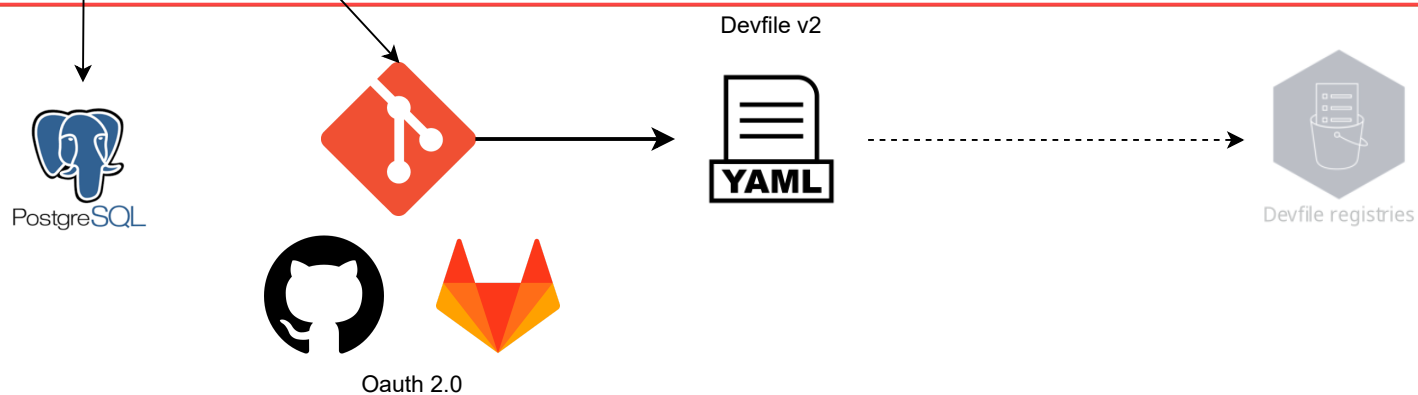 Devfile v2
YAML
PostgreSQL
Devfile registries
Oauth 2.0